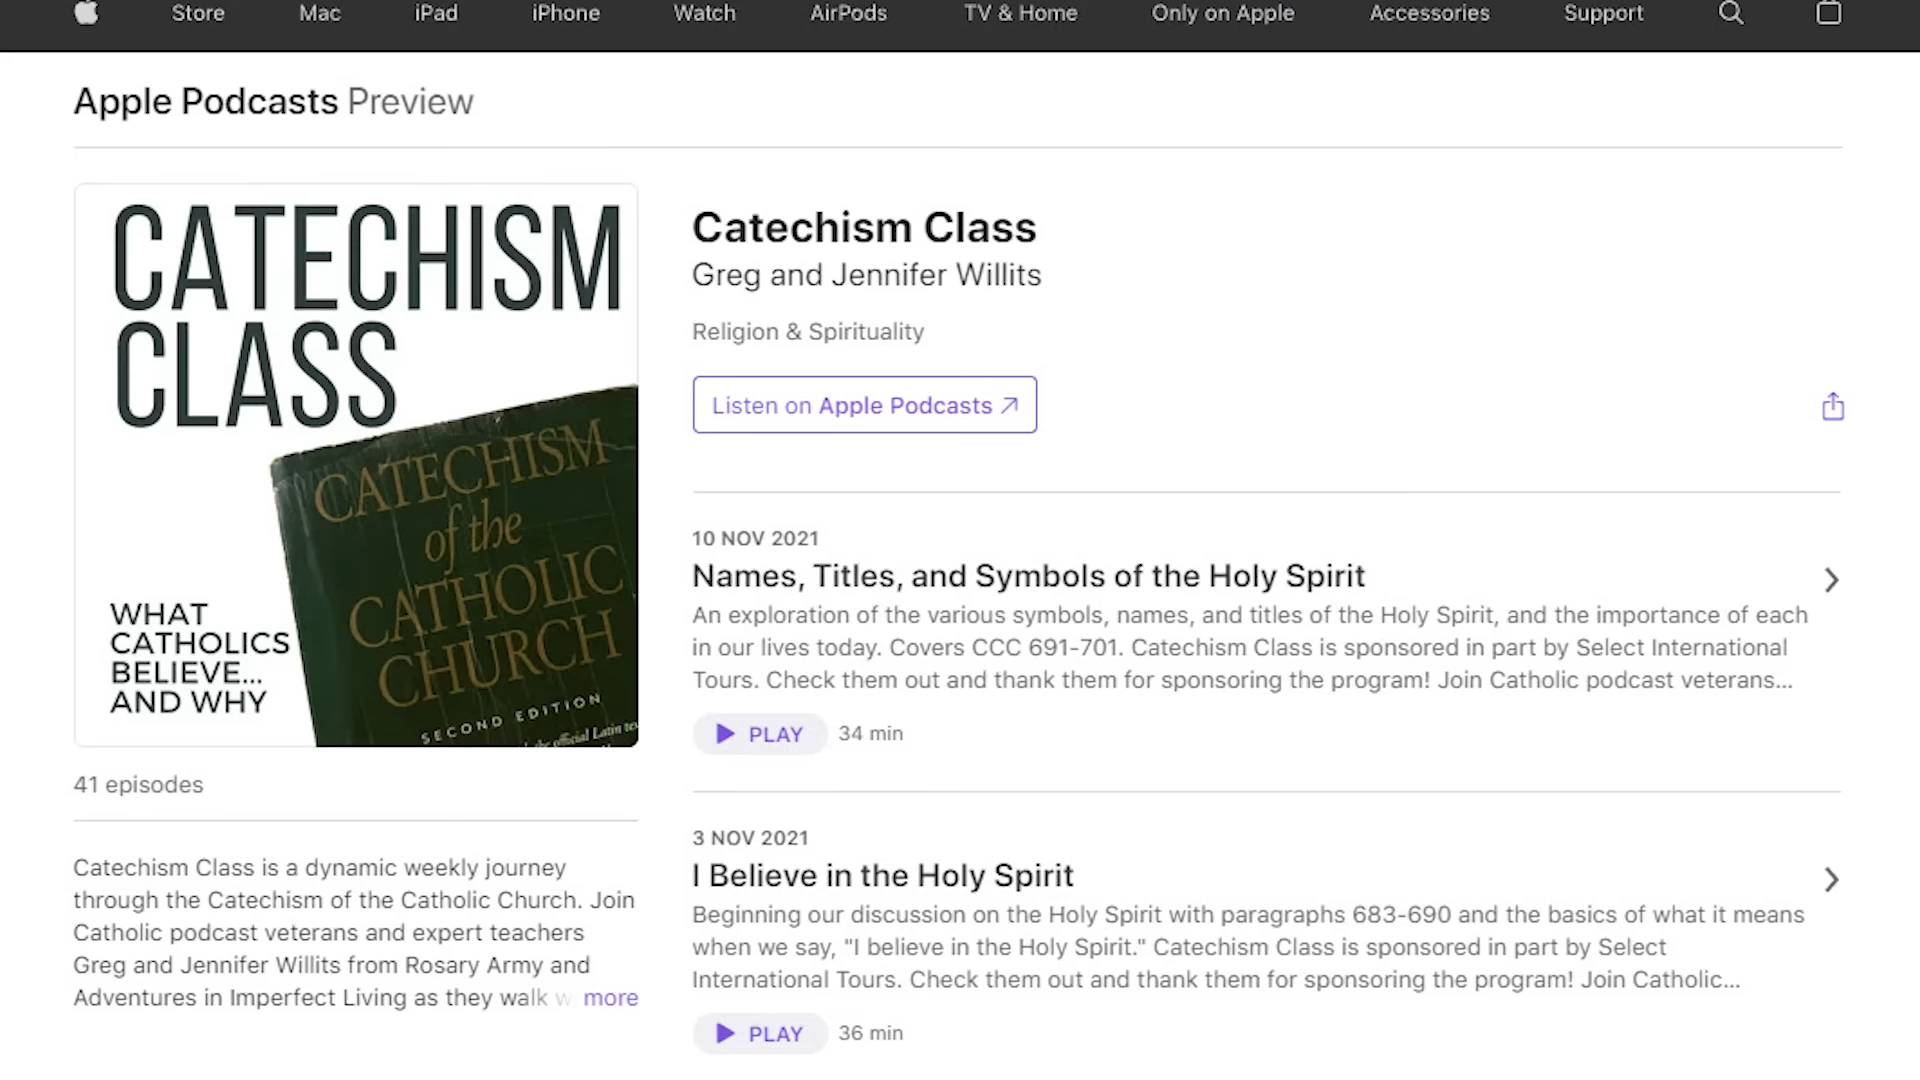 Store Mac iPad iPhone Watch AirPods TV & Home Only on Apple Accessories Support
Apple Podcasts Preview
CATECHISM
CLASS
CATECHISM
of the
CATHOLIC
CHURCH
SECOND EDITION
the official Latin
WHAT
CATHOLICS
BELIEVE...
AND WHY
41 episodes
Catechism Class is a dynamic weekly journey
through the Catechism of the Catholic Church. Join
Catholic podcast veterans and expert teachers
Greg and Jennifer Willits from Rosary Army and
Adventures in Imperfect Living as they walk more
Catechism Class
Greg and Jennifer Willits
Religion & Spirituality
Listen on Apple Podcasts
10 NOV 2021
Names, Titles, and Symbols of the Holy Spirit
An exploration of the various symbols, names, and titles of the Holy Spirit, and the importance of each
in our lives today. Covers CCC 691-701. Catechism Class is sponsored in part by Select International
Tours. Check them out and thank them for sponsoring the program! Join Catholic podcast veterans...
PLAY 34 min
3 NOV 2021
I Believe in the Holy Spirit
Beginning our discussion on the Holy Spirit with paragraphs 683-690 and the basics of what it means
when we say, "I believe in the Holy Spirit." Catechism Class is sponsored in part by Select
International Tours. Check them out and thank them for sponsoring the program! Join Catholic...
PLAY 36 min